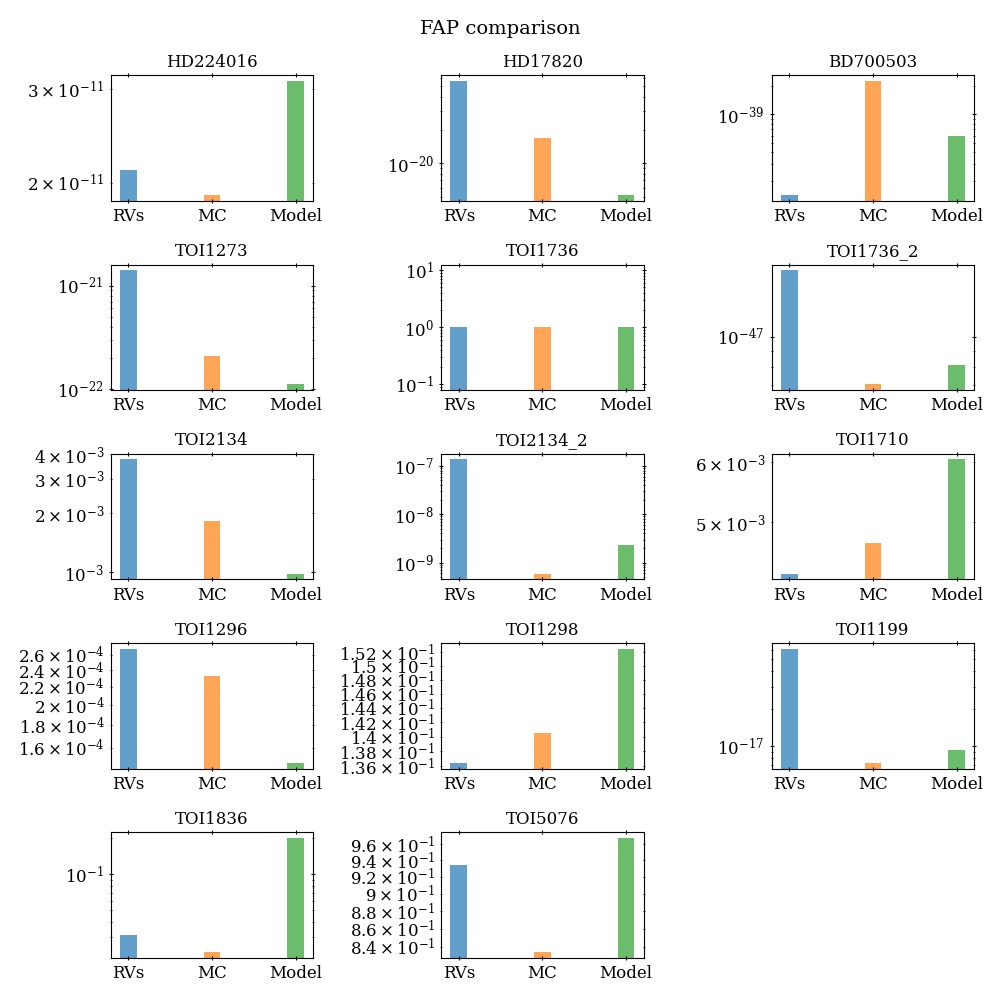 FAP comparison
HD224016
3 × 10⁻¹¹
2 × 10⁻¹¹
RVs MC Model
HD17820
10⁻²⁰
RVs MC Model
BD700503
10⁻³⁹
RVs MC Model
TOI1273
10⁻²¹
10⁻²²
RVs MC Model
TOI1736
10¹
10⁰
10⁻¹
RVs MC Model
TOI1736_2
10⁻⁴⁷
RVs MC Model
TOI2134
4 × 10⁻³
3 × 10⁻³
2 × 10⁻³
10⁻³
RVs MC Model
TOI2134_2
10⁻⁷
10⁻⁸
10⁻⁹
RVs MC Model
TOI1710
6 × 10⁻³
5 × 10⁻³
RVs MC Model
TOI1296
2.6 × 10⁻⁴
2.4 × 10⁻⁴
2.2 × 10⁻⁴
2 × 10⁻⁴
1.8 × 10⁻⁴
1.6 × 10⁻⁴
RVs MC Model
TOI1298
1.52 × 10⁻¹
1.5 × 10⁻¹
1.48 × 10⁻¹
1.46 × 10⁻¹
1.44 × 10⁻¹
1.42 × 10⁻¹
1.4 × 10⁻¹
1.38 × 10⁻¹
1.36 × 10⁻¹
RVs MC Model
TOI1199
10⁻¹⁷
RVs MC Model
TOI1836
10⁻¹
RVs MC Model
TOI5076
9.6 × 10⁻¹
9.4 × 10⁻¹
9.2 × 10⁻¹
9 × 10⁻¹
8.8 × 10⁻¹
8.6 × 10⁻¹
8.4 × 10⁻¹
RVs MC Model